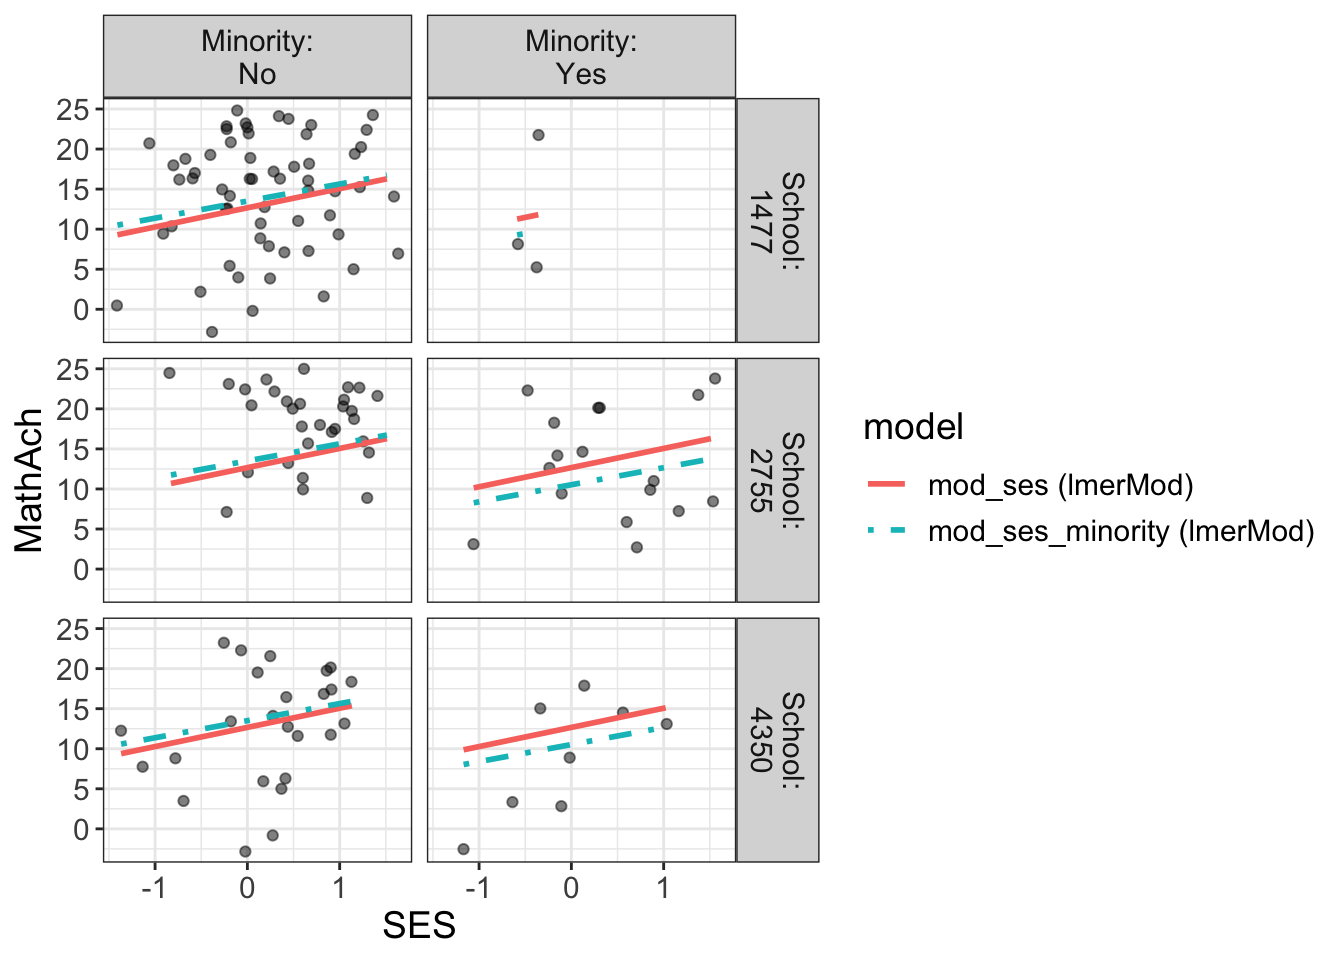 Minority:
No
Minority:
Yes
25
20
15
10
5
0
School:
1477
25
20
15
10
5
0
School:
2755
25
20
15
10
5
0
School:
4350
MathAch
-1 0 1
-1 0 1
SES
model
mod_ses (lmerMod)
mod_ses_minority (lmerMod)